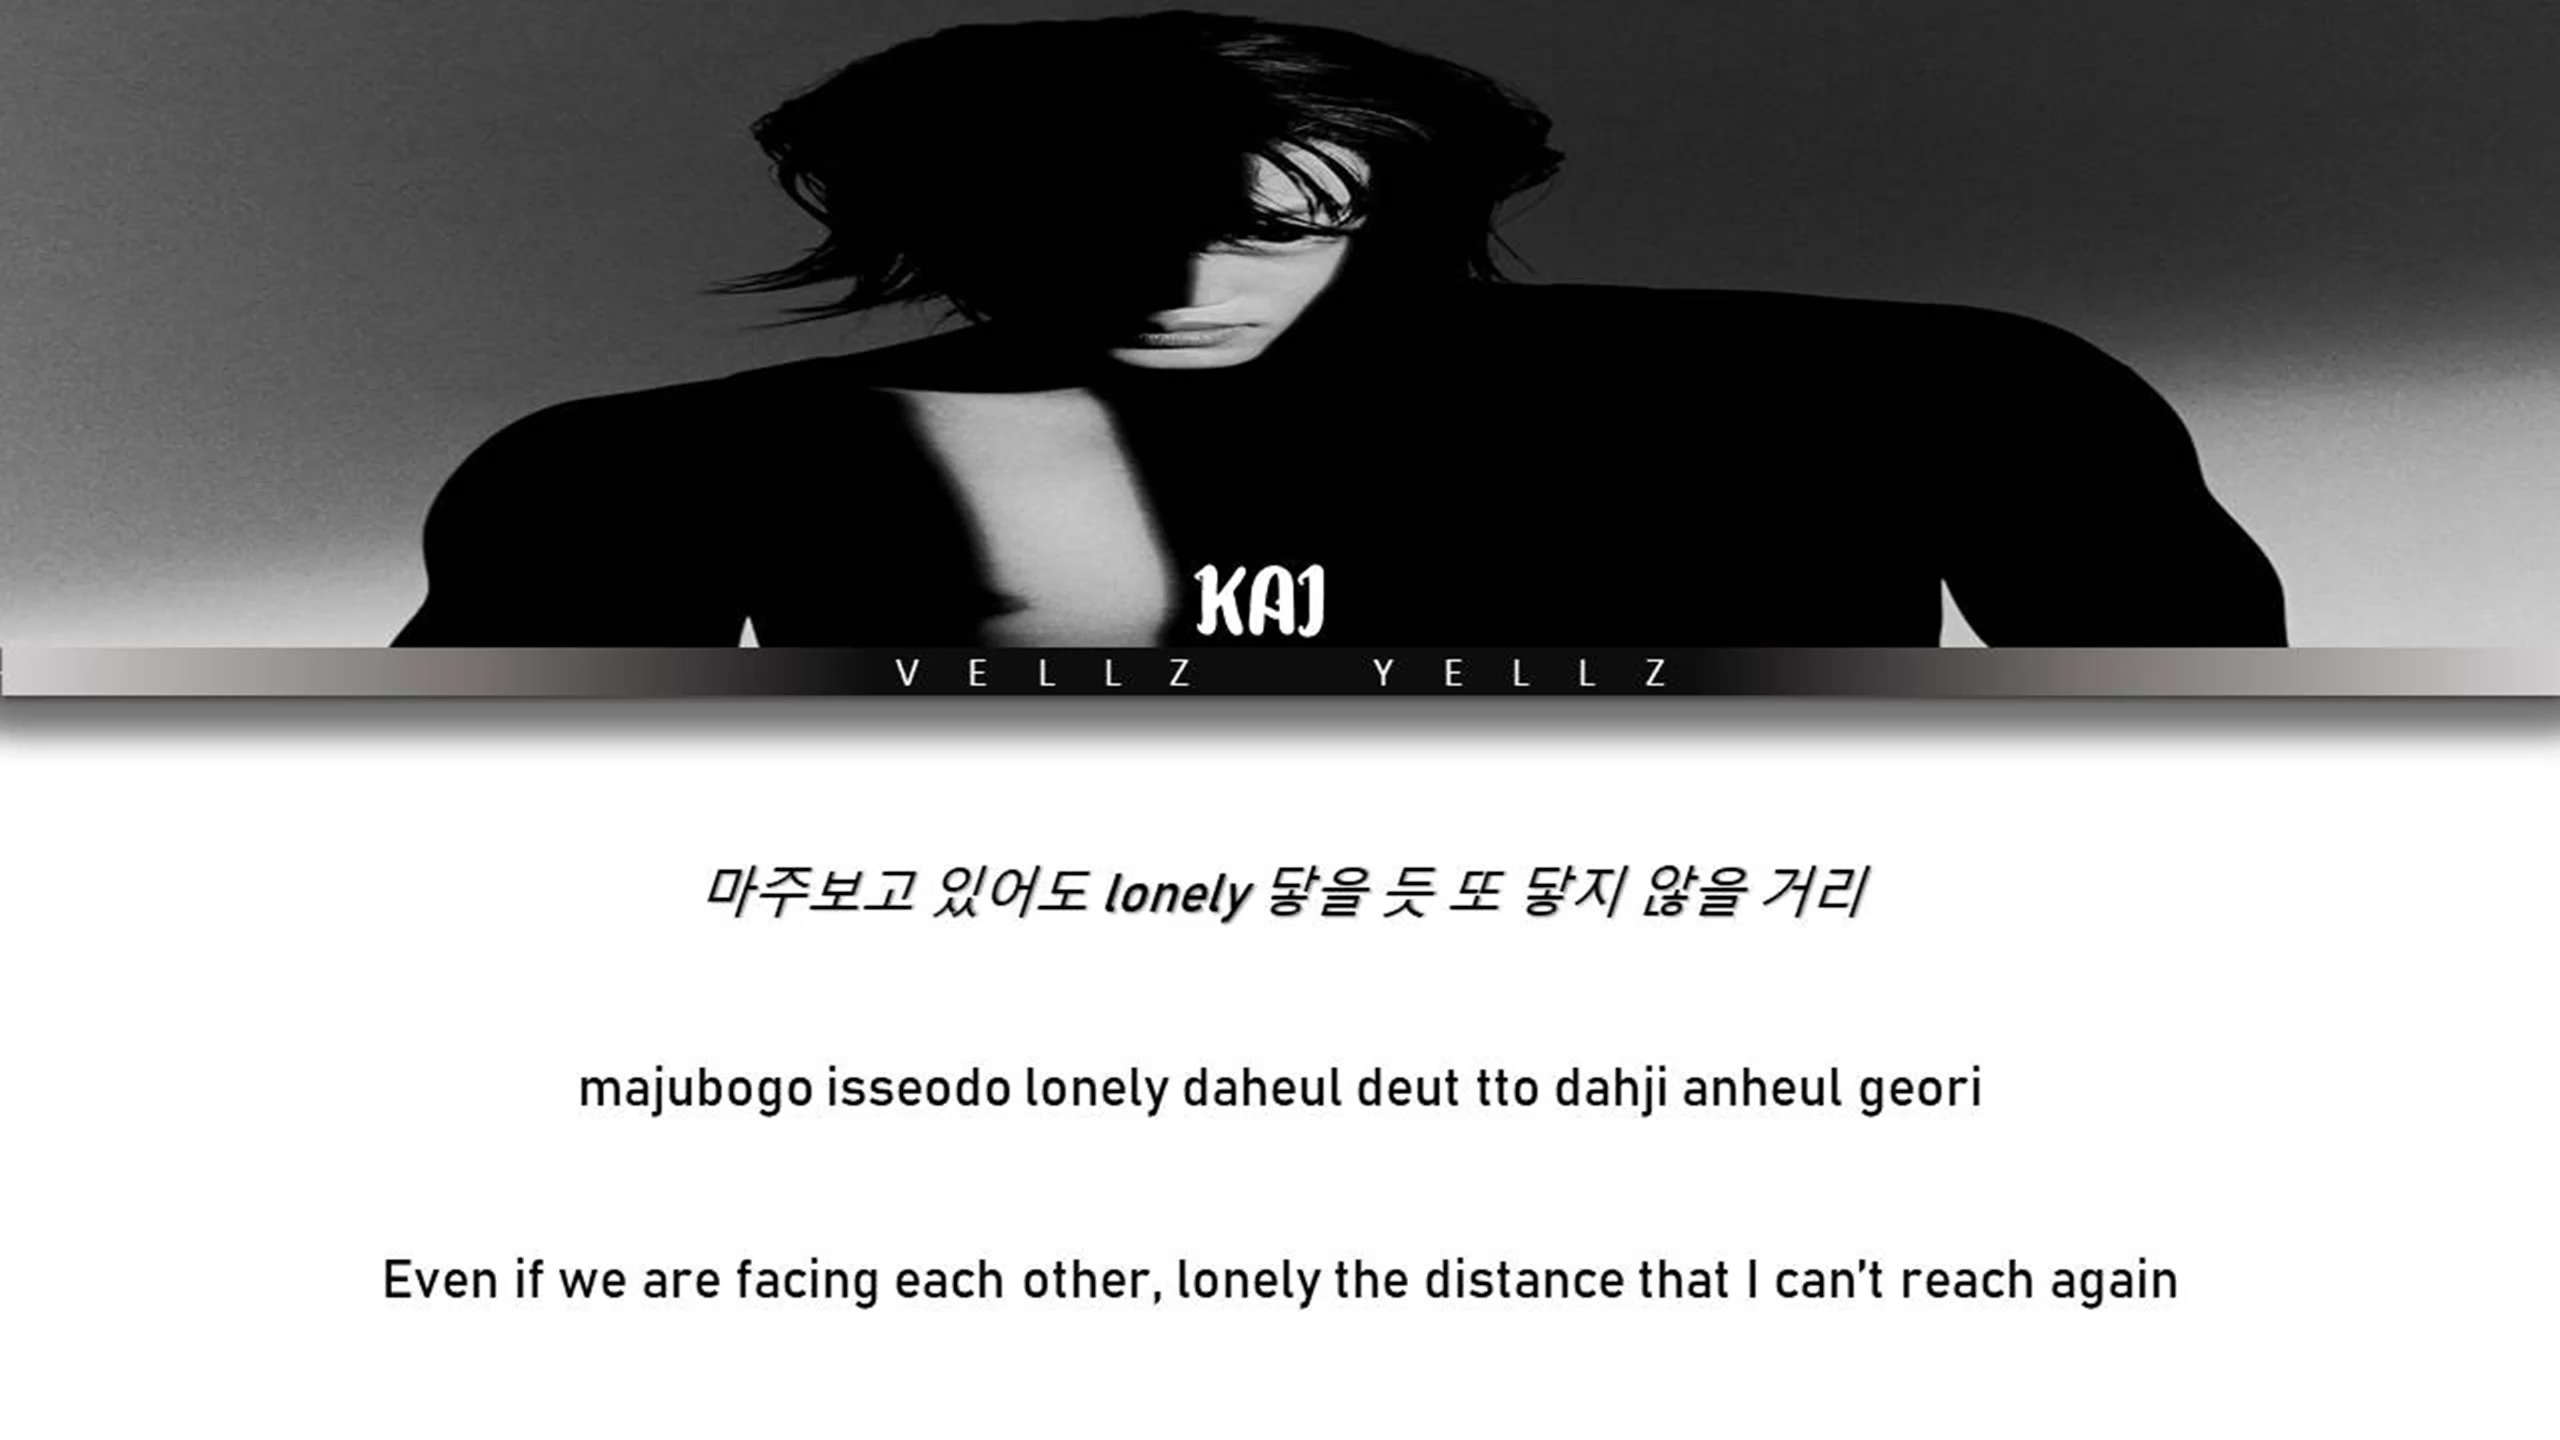 KAI
VELLZ YELLZ
마주보고 있어도 lonely 닿을 듯 또 닿지 않을 거리
majubogo isseodo lonely daheul deut tto dahji anheul geori
Even if we are facing each other, lonely the distance that I can't reach again